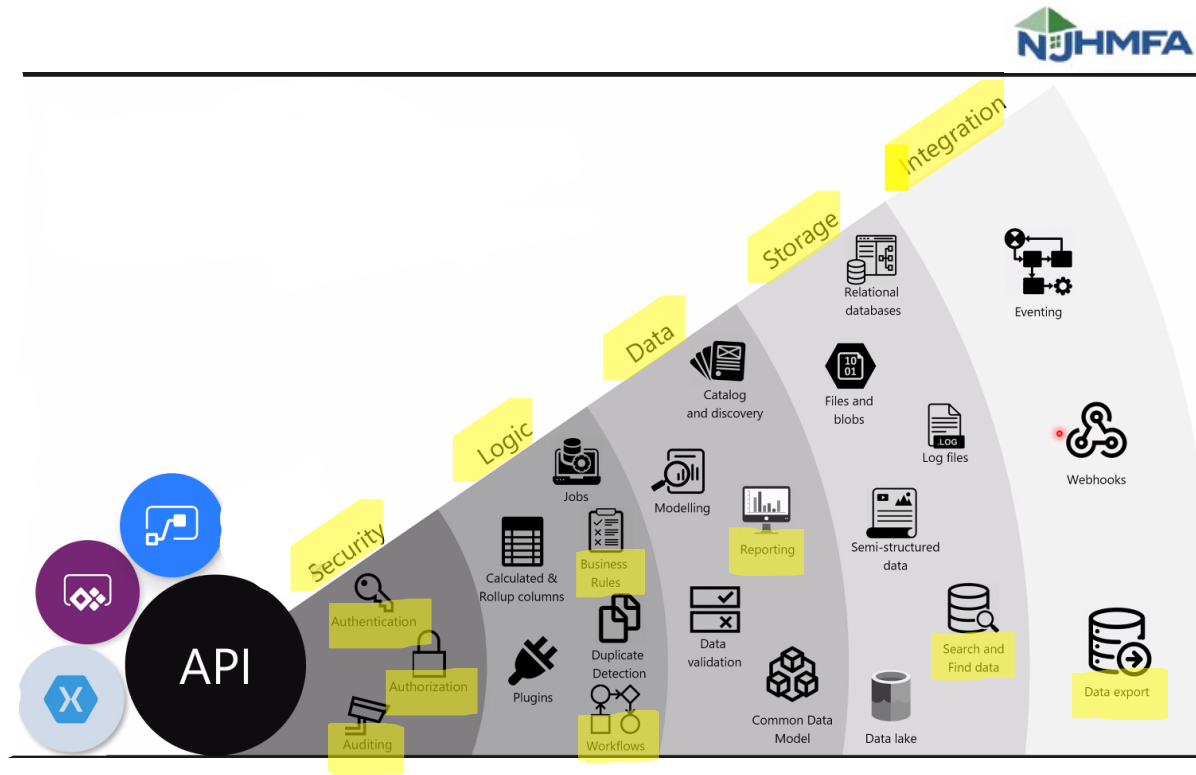 NJHMFA
Integration
Storage
Data
Logic
Security
API
X
Authentication
Authorization
Auditing
Jobs
Calculated &
Rollup columns
Business
Rules
Plugins
Duplicate
Detection
Workflows
Catalog
and discovery
Modelling
Reporting
Data
validation
Common Data
Model
Relational
databases
Files and
blobs
10
01
.LOG
Log files
Semi-structured
data
Search and
Find data
Data lake
Eventing
Webhooks
Data export